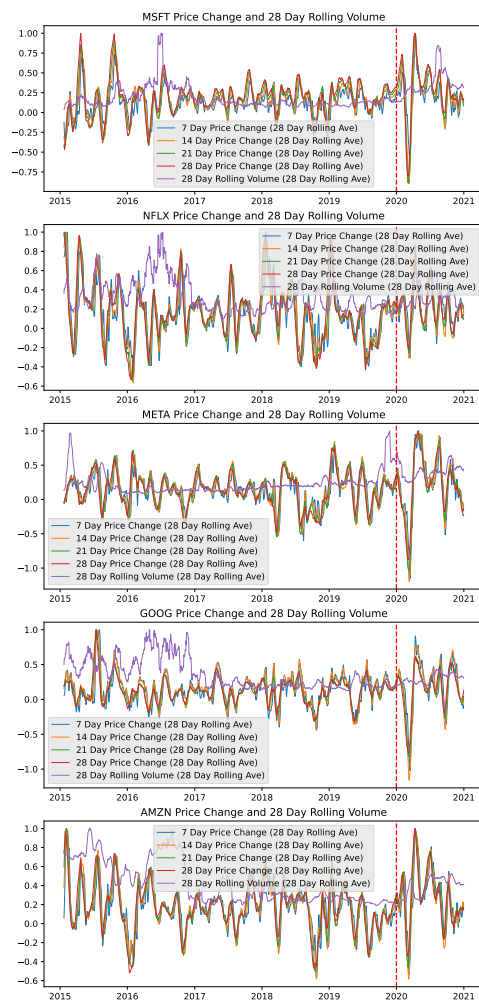 MSFT Price Change and 28 Day Rolling Volume
1.00
0.75
0.50
0.25
0.00
−0.25
−0.50
−0.75
7 Day Price Change (28 Day Rolling Ave)
14 Day Price Change (28 Day Rolling Ave)
21 Day Price Change (28 Day Rolling Ave)
28 Day Price Change (28 Day Rolling Ave)
28 Day Rolling Volume (28 Day Rolling Ave)
2015 2016 2017 2018 2019 2020 2021
NFLX Price Change and 28 Day Rolling Volume
1.0
0.8
0.6
0.4
0.2
0.0
−0.2
−0.4
−0.6
7 Day Price Change (28 Day Rolling Ave)
14 Day Price Change (28 Day Rolling Ave)
21 Day Price Change (28 Day Rolling Ave)
28 Day Price Change (28 Day Rolling Ave)
28 Day Rolling Volume (28 Day Rolling Ave)
2015 2016 2017 2018 2019 2020 2021
META Price Change and 28 Day Rolling Volume
1.0
0.5
0.0
−0.5
−1.0
7 Day Price Change (28 Day Rolling Ave)
14 Day Price Change (28 Day Rolling Ave)
21 Day Price Change (28 Day Rolling Ave)
28 Day Price Change (28 Day Rolling Ave)
28 Day Rolling Volume (28 Day Rolling Ave)
2015 2016 2017 2018 2019 2020 2021
GOOG Price Change and 28 Day Rolling Volume
1.0
0.5
0.0
−0.5
−1.0
7 Day Price Change (28 Day Rolling Ave)
14 Day Price Change (28 Day Rolling Ave)
21 Day Price Change (28 Day Rolling Ave)
28 Day Price Change (28 Day Rolling Ave)
28 Day Rolling Volume (28 Day Rolling Ave)
2015 2016 2017 2018 2019 2020 2021
AMZN Price Change and 28 Day Rolling Volume
1.0
0.8
0.6
0.4
0.2
0.0
−0.2
−0.4
−0.6
7 Day Price Change (28 Day Rolling Ave)
14 Day Price Change (28 Day Rolling Ave)
21 Day Price Change (28 Day Rolling Ave)
28 Day Price Change (28 Day Rolling Ave)
28 Day Rolling Volume (28 Day Rolling Ave)
2015 2016 2017 2018 2019 2020 2021